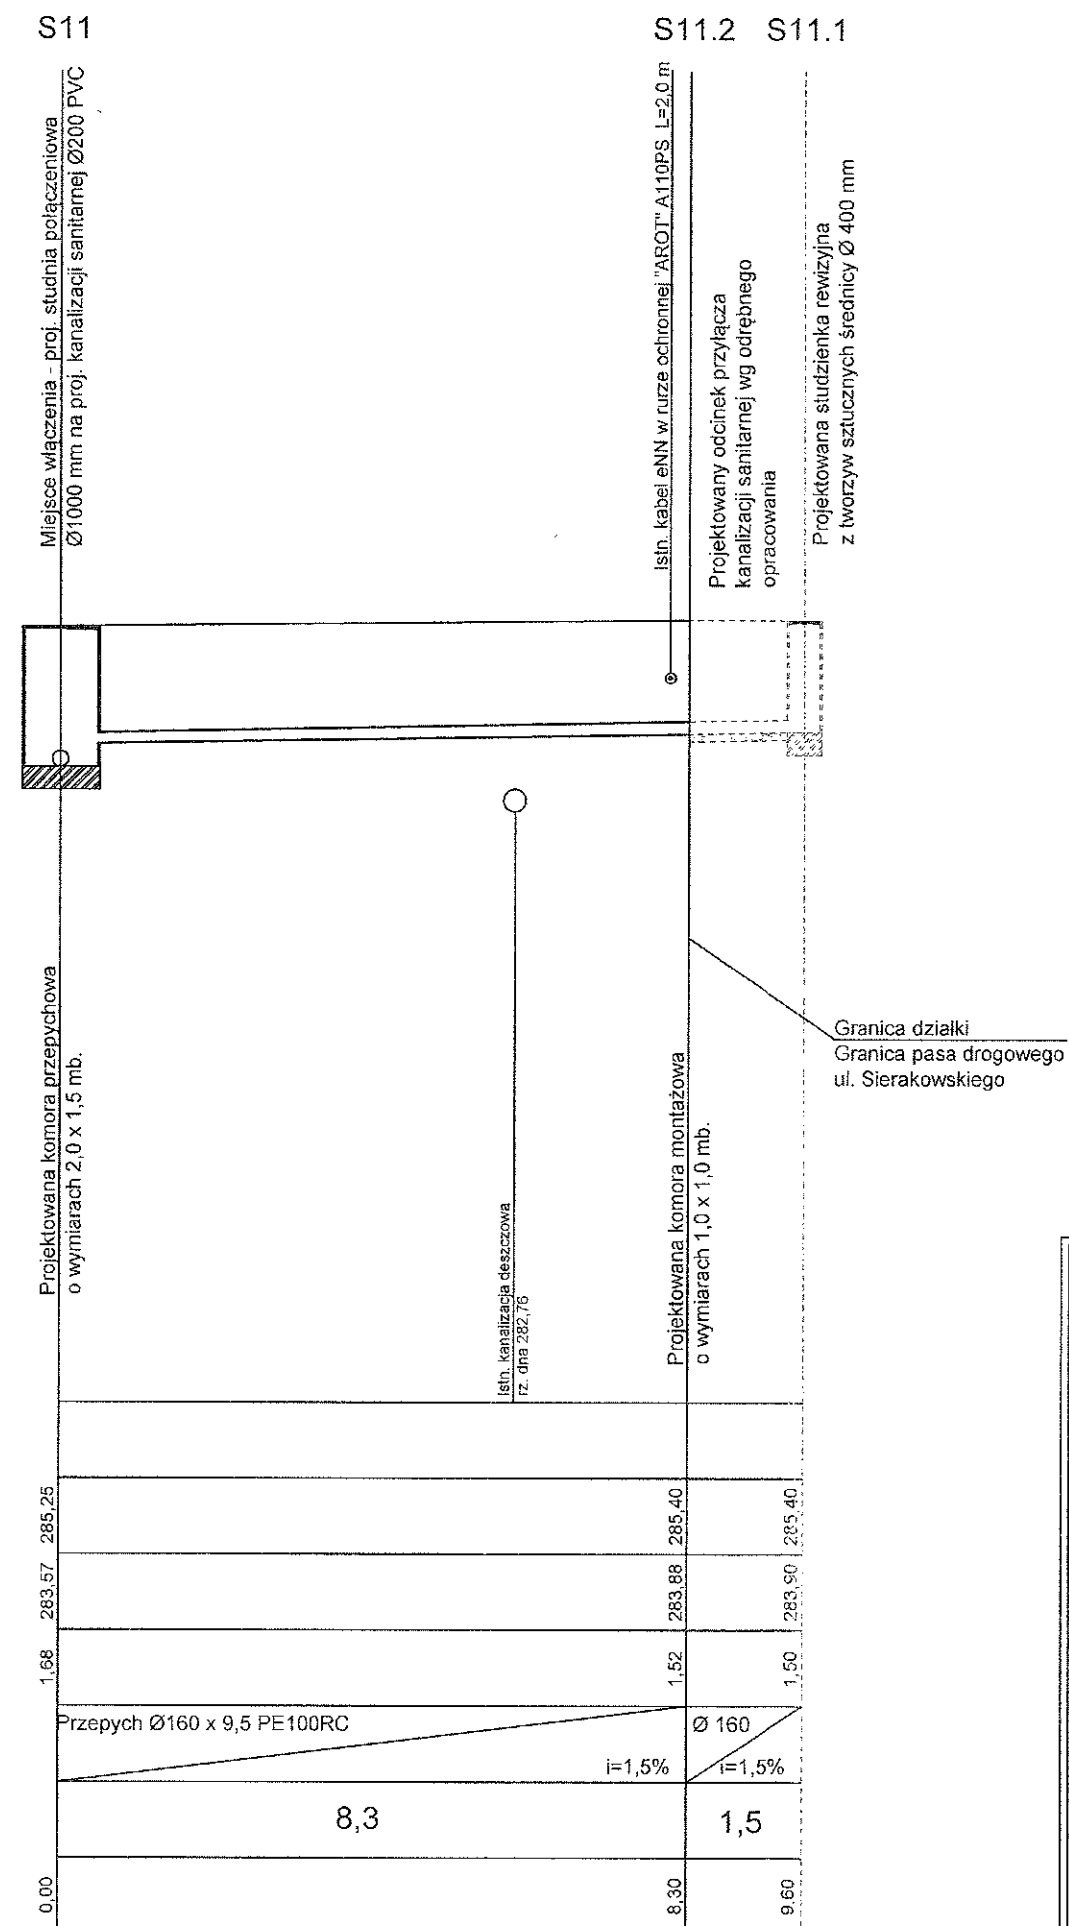 S11
S11.2
S11.1
Miejsce włączenia - proj. studnia połączeniowa
Ø1000 mm na proj. kanalizacji sanitarnej Ø200 PVC
Istn. kabel eNN w rurze ochronnej "AROT" A110PS L=2,0 m
Projektowany odcinek przyłącza
kanalizacji sanitarnej wg odrębnego
opracowania
Projektowana studzienka rewizyjna
z tworzyw sztucznych średnicy Ø 400 mm
Projektowana komora przepychowa
o wymiarach 2,0 x 1,5 mb.
Istn. kanalizacja deszczowa
rz. dna 282,76
Projektowana komora montażowa
o wymiarach 1,0 x 1,0 mb.
Granica działki
Granica pasa drogowego
ul. Sierakowskiego
285,25
285,40
285,40
283,57
283,88
283,90
1,68
1,52
1,50
Przepych Ø160 x 9,5 PE100RC
i=1,5%
Ø 160
i=1,5%
8,3
1,5
0,00
8,30
9,60